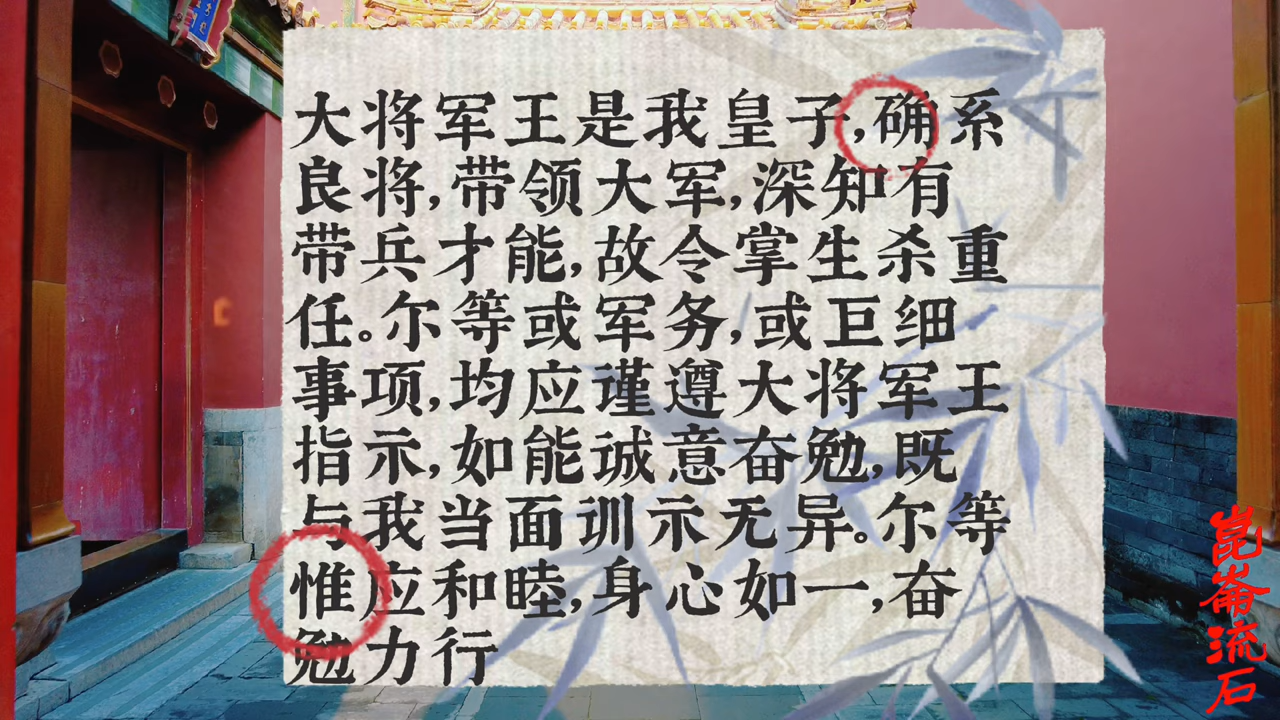 大将军王是我皇子,确系
良将,带领大军,深知有
带兵才能,故令掌生杀重
任。尔等或军务,或巨细
事项,均应谨遵大将军王
指示,如能诚意奋勉,既
与我当面训示无异。尔等
惟应和睦,身心如一,奋
勉力行
崑崙流石